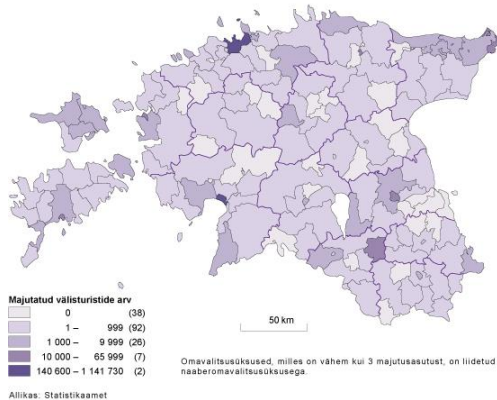 Majutatud välisturistide arv
0 (38)
1 – 999 (92)
1 000 – 9 999 (26)
10 000 – 65 999 (7)
140 600 – 1 141 730 (2)
50 km
Omavalitsusüksused, milles on vähem kui 3 majutusasutust, on liidetud
naaberomavalitsusüksusega.
Allikas: Statistikaamet